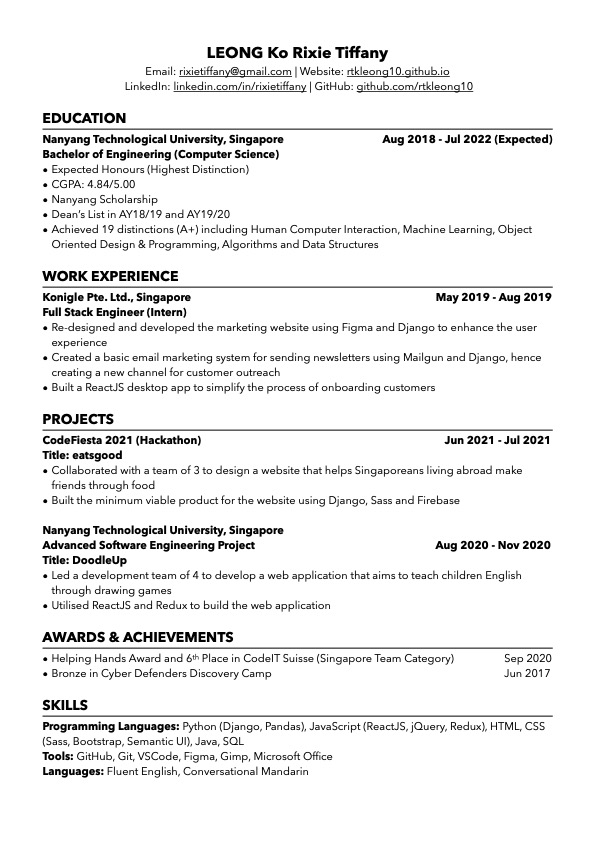 LEONG Ko Rixie Tiffany
Email: rixietiffany@gmail.com | Website: rtkleong10.github.io
LinkedIn: linkedin.com/in/rixietiffany | GitHub: github.com/rtkleong10
EDUCATION
Nanyang Technological University, Singapore Aug 2018 - Jul 2022 (Expected)
Bachelor of Engineering (Computer Science)
• Expected Honours (Highest Distinction)
• CGPA: 4.84/5.00
• Nanyang Scholarship
• Dean's List in AY18/19 and AY19/20
• Achieved 19 distinctions (A+) including Human Computer Interaction, Machine Learning, Object
Oriented Design & Programming, Algorithms and Data Structures
WORK EXPERIENCE
Konigle Pte. Ltd., Singapore May 2019 - Aug 2019
Full Stack Engineer (Intern)
• Re-designed and developed the marketing website using Figma and Django to enhance the user
experience
• Created a basic email marketing system for sending newsletters using Mailgun and Django, hence
creating a new channel for customer outreach
• Built a ReactJS desktop app to simplify the process of onboarding customers
PROJECTS
CodeFiesta 2021 (Hackathon) Jun 2021 - Jul 2021
Title: eatsgood
• Collaborated with a team of 3 to design a website that helps Singaporeans living abroad make
friends through food
• Built the minimum viable product for the website using Django, Sass and Firebase
Nanyang Technological University, Singapore
Advanced Software Engineering Project Aug 2020 - Nov 2020
Title: DoodleUp
• Led a development team of 4 to develop a web application that aims to teach children English
through drawing games
• Utilised ReactJS and Redux to build the web application
AWARDS & ACHIEVEMENTS
• Helping Hands Award and 6th Place in CodeIT Suisse (Singapore Team Category) Sep 2020
• Bronze in Cyber Defenders Discovery Camp Jun 2017
SKILLS
Programming Languages: Python (Django, Pandas), JavaScript (ReactJS, jQuery, Redux), HTML, CSS
(Sass, Bootstrap, Semantic UI), Java, SQL
Tools: GitHub, Git, VSCode, Figma, Gimp, Microsoft Office
Languages: Fluent English, Conversational Mandarin